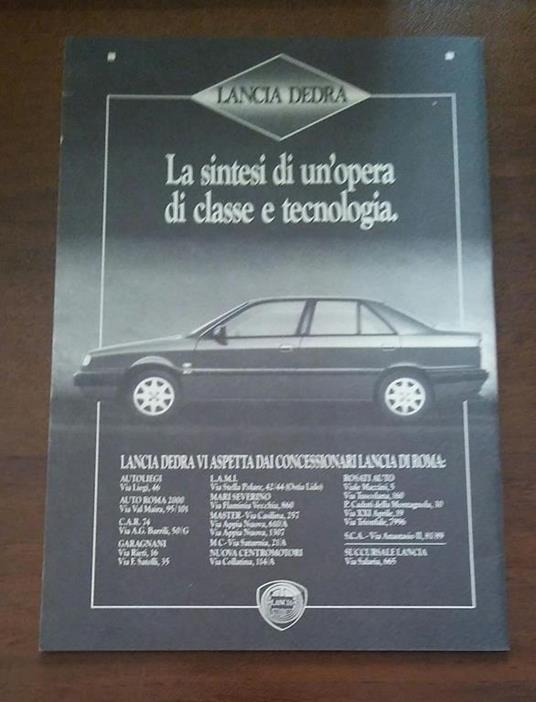 LANCIA DEDRA
La sintesi di un'opera
di classe e tecnologia.
LANCIA DEDRA VI ASPETTA DAI CONCESSIONARI LANCIA DI ROMA:
AUTOLIEGI
Via Liegi, 46
AUTO ROMA 2000
Via Val Maira, 95/101
C.A.R. 74
Via A.G. Barrili, 50/G
GARAGNANI
Via Rieti, 16
Via F. Satolli, 35
L.A.M.I.
Via Stella Polare, 42/44 (Ostia Lido)
MARI SEVERINO
Via Flaminia Vecchia, 860
MASTER - Via Casilina, 257
Via Appia Nuova, 610/A
Via Appia Nuova, 1307
M.C - Via Saturnia, 21/A
NUOVA CENTROMOTORI
Via Collatina, 114/A
ROSATI AUTO
Viale Mazzini, 5
Via Tuscolana, 160
P. Caduti della Montagnola, 30
Via XXI Aprile, 19
Via Trionfale, 7996
S.C.A. - Via Anastasio II, 81/89
SUCCURSALE LANCIA
Via Salaria, 665
LANCIA